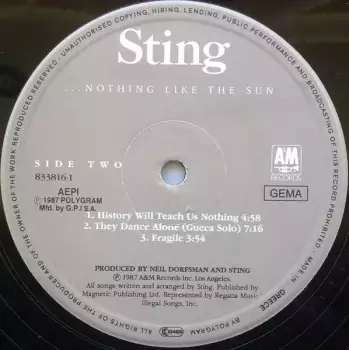 UNAUTHORISED COPYING, HIRING, LENDING, PUBLIC PERFORMANCE AND BROADCASTING OF THIS
ALL RIGHTS OF THE AND OF THE OWNER OF THE WORK REPRODUCED RESERVED
MADE IN GREECE
BY POLYGRAM
Sting
...NOTHING LIKE THE SUN
SIDE TWO
833816-1
AEPI
Ⓟ 1987 POLYGRAM
Mfd. by G.P.I S.A.
A&M
RECORDS
GEMA
1. History Will Teach Us Nothing 4:58
2. They Dance Alone (Gueca Solo) 7:16
3. Fragile 3:54
PRODUCED BY NEIL DORFSMAN AND STING
Ⓟ 1987 A&M Records Inc. Los Angeles.
All songs written and arranged by Sting. Published by
Magnetic Publishing Ltd. Represented by Regatta Music
Illegal Songs, Inc.